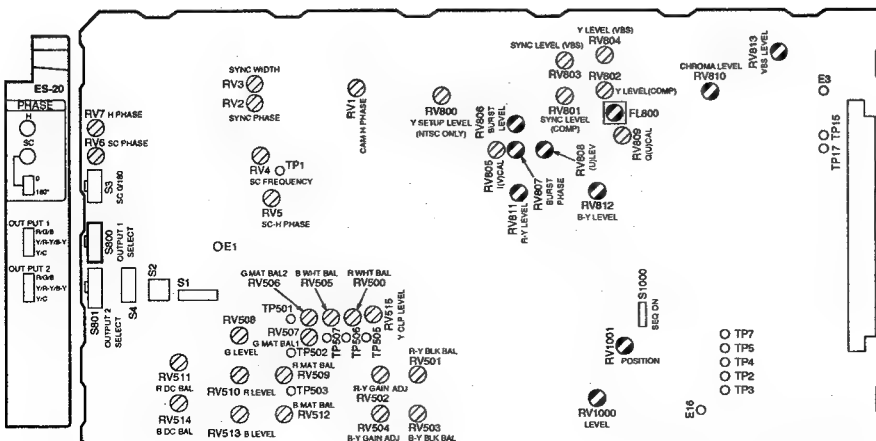 ES-20
PHASE
H
SC
0
180°
OUT PUT 1
R/G/B
Y/R-Y/B-Y
Y/C
OUT PUT 2
R/G/B
Y/R-Y/B-Y
Y/C
RV7 H PHASE
RV6 SC PHASE
S3
SC 0/180
S800
OUTPUT 1
SELECT
S801
OUTPUT 2
SELECT
S4
S2
S1
SYNC WIDTH
RV3
RV2
SYNC PHASE
RV1
CAM H PHASE
RV4
TP1
SC FREQUENCY
RV5
SC-H PHASE
E1
RV800
Y SETUP LEVEL
(NTSC ONLY)
RV806
BURST
LEVEL
SYNC LEVEL (VBS)
RV803
Y LEVEL (VBS)
RV804
RV802
Y LEVEL(COMP)
RV801
SYNC LEVEL
(COMP)
FL800
RV809
Q(U)CAL
RV805
I(V)CAL
RV807
BURST
PHASE
RV808
(U)LEV
RV811
R-Y LEVEL
RV812
B-Y LEVEL
CHROMA LEVEL
RV810
RV813
VBS LEVEL
E3
TP15
TP17
G MAT BAL2
RV506
B WHT BAL
RV505
R WHT BAL
RV500
TP501
RV508
G LEVEL
RV507
G MAT BAL1
TP502
TP507
TP506
TP505
RV515
Y CLP LEVEL
RV511
R DC BAL
RV510 R LEVEL
R MAT BAL
RV509
TP503
R-Y BLK BAL
RV501
R-Y GAIN ADJ
RV502
RV514
B DC BAL
RV513 B LEVEL
B MAT BAL
RV512
RV504
B-Y GAIN ADJ
RV503
B-Y BLK BAL
S1000
SEQ ON
RV1001
POSITION
RV1000
LEVEL
TP7
TP5
TP4
TP2
TP3
E16